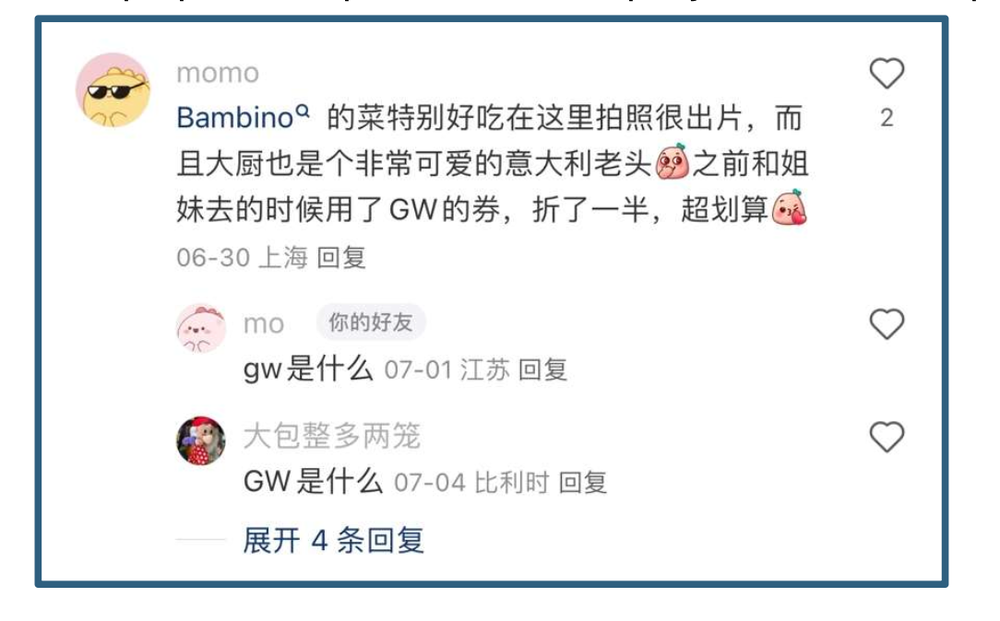 momo
Bambino 的菜特别好吃在这里拍照很出片，而
且大厨也是个非常可爱的意大利老头之前和姐
妹去的时候用了GW的券，折了一半，超划算
06-30 上海 回复
2
mo 你的好友
gw是什么 07-01 江苏 回复
大包整多两笼
GW是什么 07-04 比利时 回复
展开 4 条回复